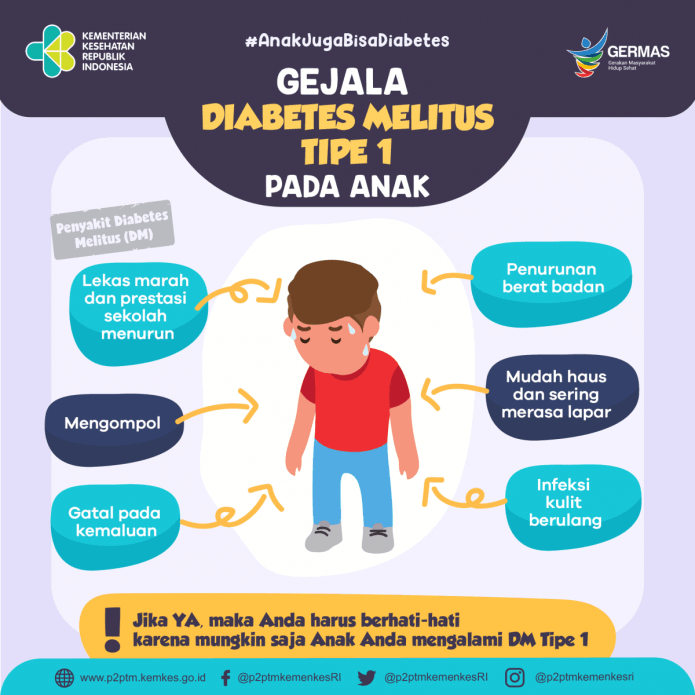 KEMENTERIAN
KESEHATAN
REPUBLIK
INDONESIA
#AnakJugaBisaDiabetes
GERMAS
Gerakan Masyarakat
Hidup Sehat
GEJALA
DIABETES MELITUS
TIPE 1
PADA ANAK
Penyakit Diabetes
Melitus (DM)
Lekas marah
dan prestasi
sekolah
menurun
Penurunan
berat badan
Mengompol
Mudah haus
dan sering
merasa lapar
Gatal pada
kemaluan
Infeksi
kulit
berulang
! Jika YA, maka Anda harus berhati-hati
karena mungkin saja Anak Anda mengalami DM Tipe 1
www.p2ptm.kemkes.go.id @p2ptmkemenkesRI @p2ptmkemenkesRI @p2ptmkemenkesri